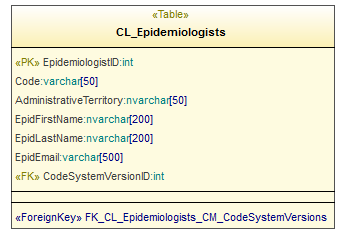 «Table»
CL_Epidemiologists
«PK» EpidemiologistID:int
Code:varchar[50]
AdministrativeTerritory:nvarchar[50]
EpidFirstName:nvarchar[200]
EpidLastName:nvarchar[200]
EpidEmail:varchar[500]
«FK» CodeSystemVersionID:int
«ForeignKey» FK_CL_Epidemiologists_CM_CodeSystemVersions